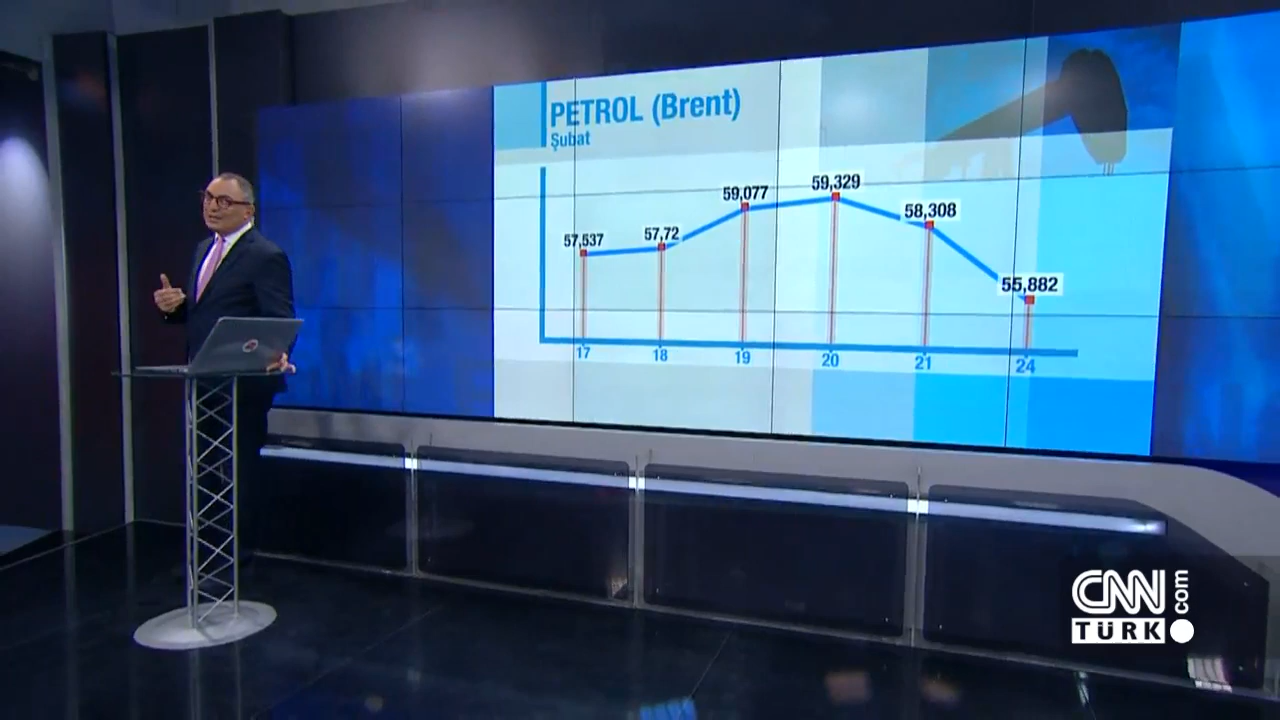 PETROL (Brent)
Şubat
57,537
57,72
59,077
59,329
58,308
55,882
17
18
19
20
21
24
CNN
TÜRK
.com